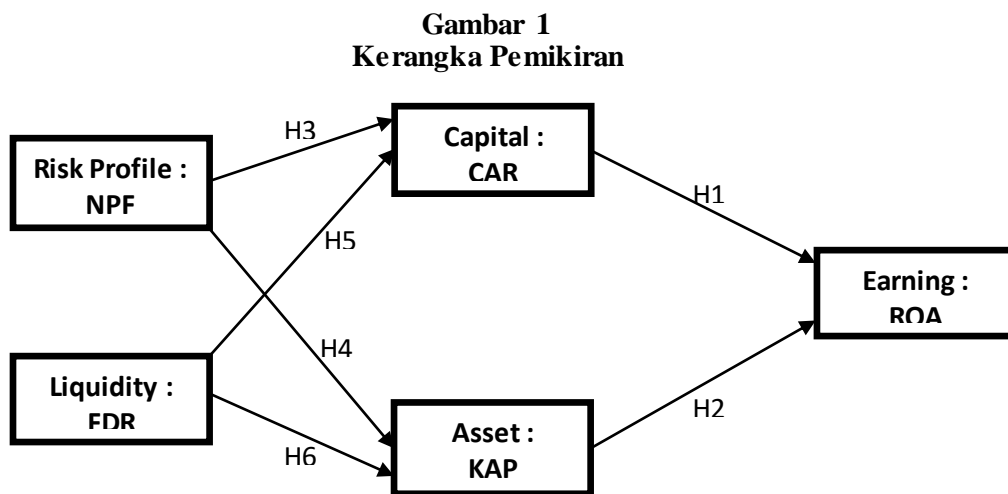 Gambar 1
Kerangka Pemikiran
H3
Capital :
CAR
Risk Profile :
NPF
H1
H5
Earning :
ROA
H4
Liquidity :
FDR
H2
Asset :
KAP
H6